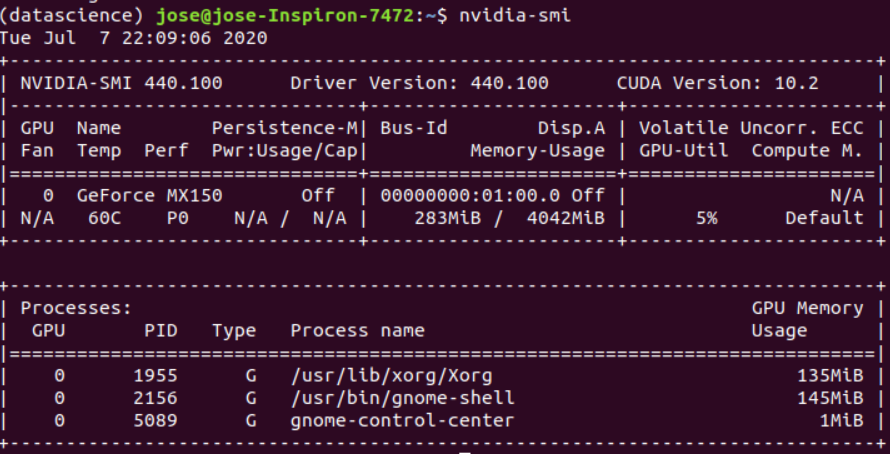 (datascience) jose@jose-Inspiron-7472:~$ nvidia-smi
Tue Jul  7 22:09:06 2020
+-----------------------------------------------------------------------------+
| NVIDIA-SMI 440.100      Driver Version: 440.100      CUDA Version: 10.2     |
|-------------------------------+----------------------+----------------------+
| GPU  Name        Persistence-M| Bus-Id        Disp.A | Volatile Uncorr. ECC |
| Fan  Temp  Perf  Pwr:Usage/Cap|         Memory-Usage | GPU-Util  Compute M. |
|===============================+======================+======================|
|   0  GeForce MX150       Off  | 00000000:01:00.0 Off |                  N/A |
| N/A   60C    P0    N/A /  N/A |    283MiB /  4042MiB |      5%      Default |
+-------------------------------+----------------------+----------------------+
+-----------------------------------------------------------------------------+
| Processes:                                                       GPU Memory |
|  GPU       PID   Type   Process name                             Usage      |
|=============================================================================|
|    0      1955      G   /usr/lib/xorg/Xorg                           135MiB |
|    0      2156      G   /usr/bin/gnome-shell                         145MiB |
|    0      5089      G   gnome-control-center                           1MiB |
+-----------------------------------------------------------------------------+